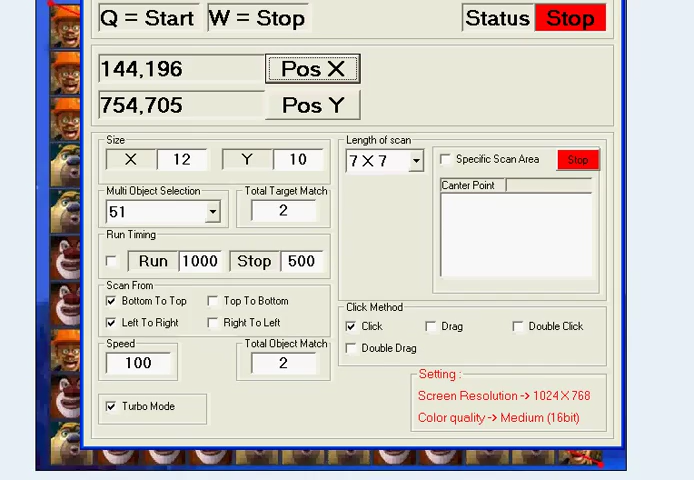 Q = Start W = Stop Status Stop
144,196 Pos X
754,705 Pos Y
Size Length of scan
X 12 Y 10 7 X 7 Specific Scan Area Stop
Multi Object Selection Total Target Match Canter Point
51 2
Run Timing
Run 1000 Stop 500
Scan From
Bottom To Top Top To Bottom Click Method
Left To Right Right To Left Click Drag Double Click
Speed Total Object Match Double Drag
100 2
Setting :
Screen Resolution -> 1024 X 768
Turbo Mode
Color quality -> Medium (16bit)